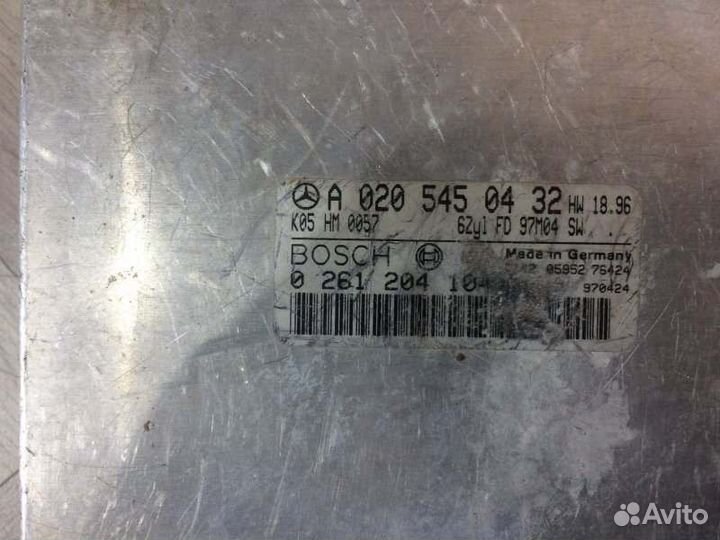 A 020 545 04 32 HW 18.96
K05 HM 0057 6Zyl FD 97M04 SW . .
BOSCH Made in Germany
0 261 204 104 05952 76424
970424
Avito